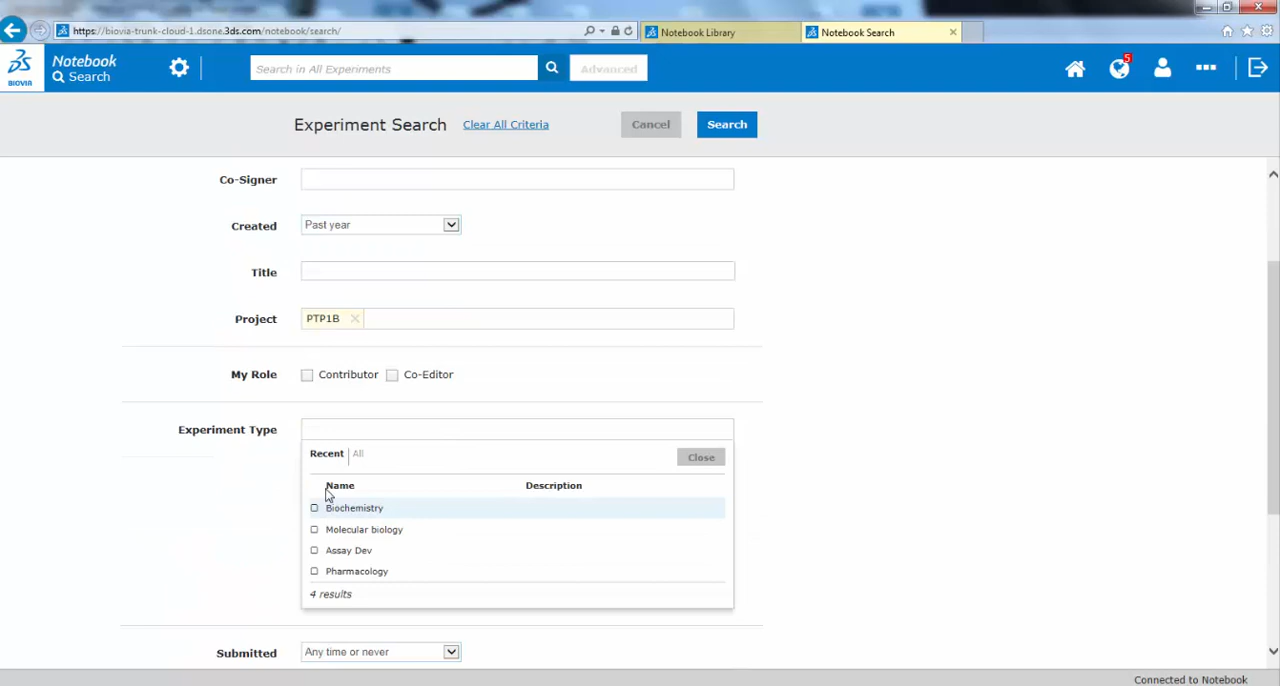 https://biovia-trunk-cloud-1.dsone.3ds.com/notebook/search/
Notebook Library
Notebook Search
BIOVIA
Notebook
Search
Search in All Experiments
Advanced
5
Experiment Search
Clear All Criteria
Cancel
Search
Co-Signer
Created
Past year
Title
Project
PTP1B
My Role
Contributor
Co-Editor
Experiment Type
Recent
All
Close
Name
Description
Biochemistry
Molecular biology
Assay Dev
Pharmacology
4 results
Submitted
Any time or never
Connected to Notebook